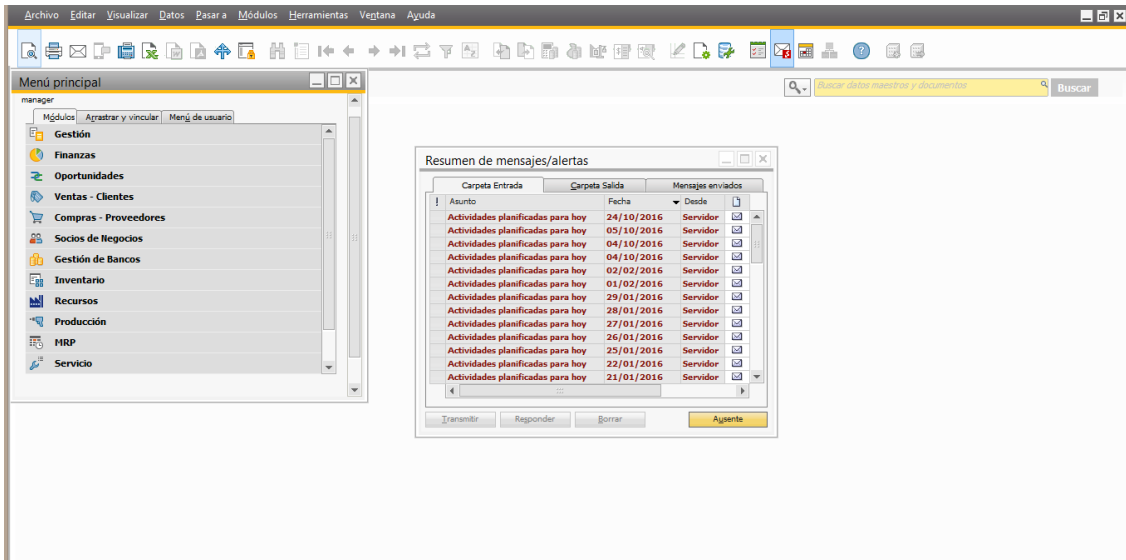 Archivo Editar Visualizar Datos Pasar a Módulos Herramientas Ventana Ayuda
Menú principal
Buscar datos maestros y documentos
Buscar
manager
Módulos Arrastrar y vincular Menú de usuario
Gestión
Finanzas
Oportunidades
Ventas - Clientes
Compras - Proveedores
Socios de Negocios
Gestión de Bancos
Inventario
Recursos
Producción
MRP
Servicio
Resumen de mensajes/alertas
Carpeta Entrada Carpeta Salida Mensajes enviados
! Asunto Fecha Desde
Actividades planificadas para hoy 24/10/2016 Servidor
Actividades planificadas para hoy 05/10/2016 Servidor
Actividades planificadas para hoy 04/10/2016 Servidor
Actividades planificadas para hoy 04/10/2016 Servidor
Actividades planificadas para hoy 02/02/2016 Servidor
Actividades planificadas para hoy 01/02/2016 Servidor
Actividades planificadas para hoy 29/01/2016 Servidor
Actividades planificadas para hoy 28/01/2016 Servidor
Actividades planificadas para hoy 27/01/2016 Servidor
Actividades planificadas para hoy 26/01/2016 Servidor
Actividades planificadas para hoy 25/01/2016 Servidor
Actividades planificadas para hoy 22/01/2016 Servidor
Actividades planificadas para hoy 21/01/2016 Servidor
Transmitir Responder Borrar Ausente